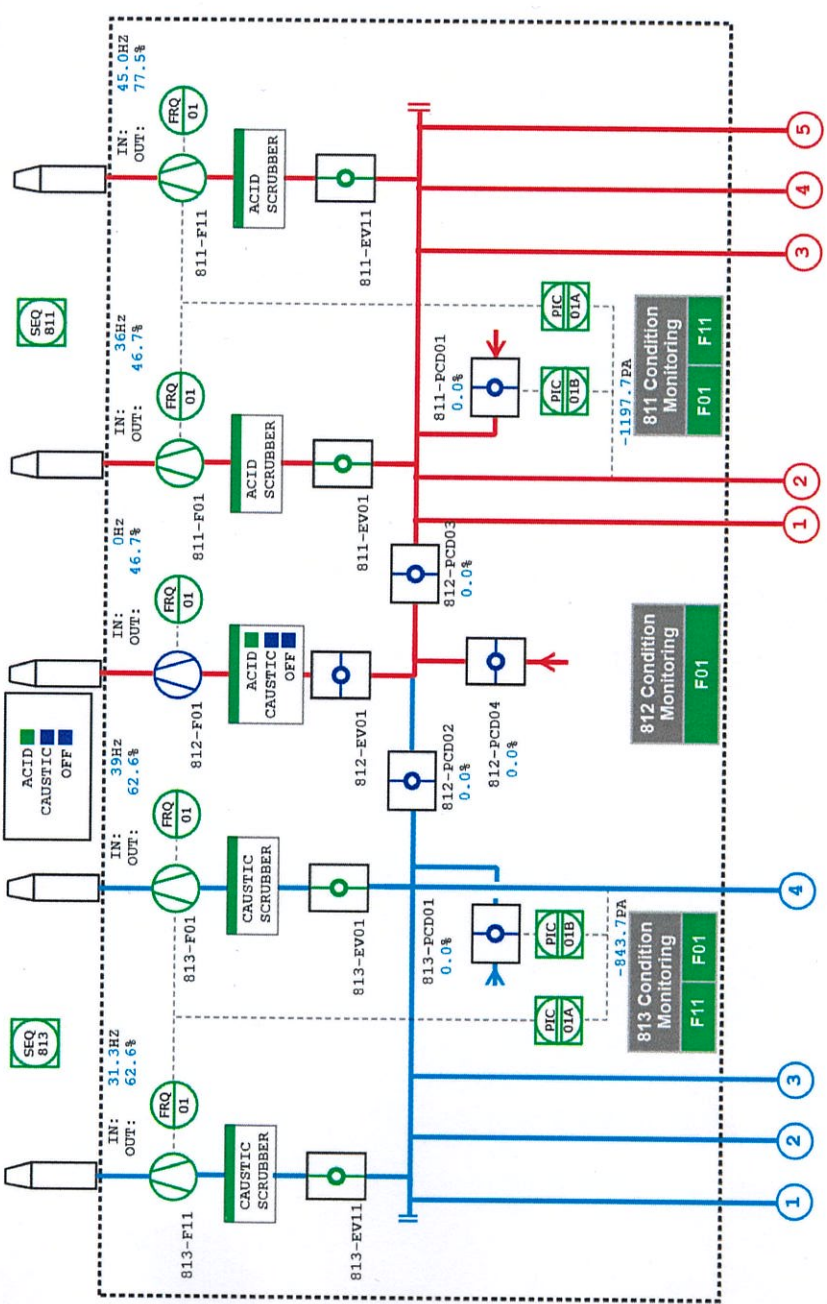 SEQ
813
SEQ
811
ACID
CAUSTIC
OFF
IN: 31.3HZ
OUT: 62.6%
IN: 39HZ
OUT: 62.6%
IN: 0HZ
OUT: 46.7%
IN: 36HZ
OUT: 46.7%
IN: 45.0HZ
OUT: 77.5%
FRQ
01
FRQ
01
FRQ
01
FRQ
01
FRQ
01
813-F11
813-F01
812-F01
811-F01
811-F11
CAUSTIC
SCRUBBER
CAUSTIC
SCRUBBER
ACID
CAUSTIC
OFF
ACID
SCRUBBER
ACID
SCRUBBER
813-EV11
813-EV01
812-EV01
811-EV01
811-EV11
812-PCD02
0.0%
812-PCD03
0.0%
813-PCD01
0.0%
812-PCD04
0.0%
811-PCD01
0.0%
PIC
01A
PIC
01B
PIC
01B
PIC
01A
-843.7PA
-1197.7PA
813 Condition
Monitoring
F11 F01
812 Condition
Monitoring
F01
811 Condition
Monitoring
F01 F11
1
2
3
4
1
2
3
4
5